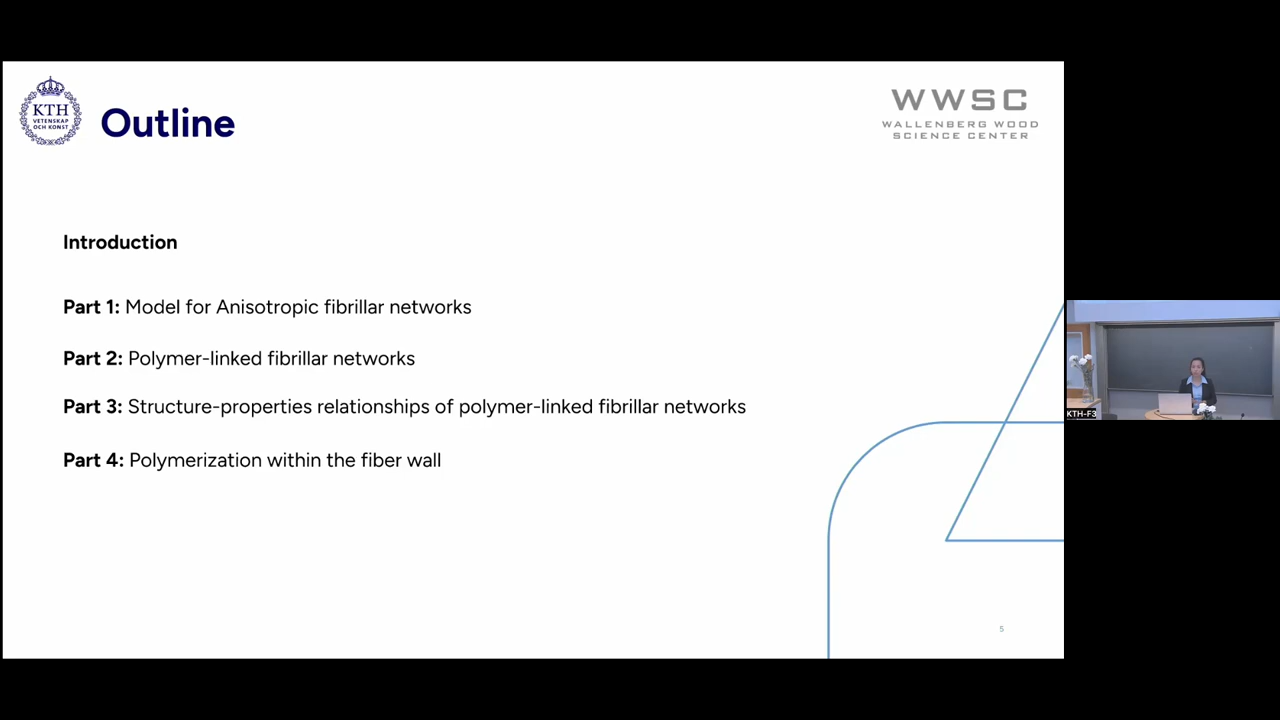 KTH
VETENSKAP
OCH KONST
Outline
WWSC
WALLENBERG WOOD
SCIENCE CENTER
Introduction
Part 1: Model for Anisotropic fibrillar networks
Part 2: Polymer-linked fibrillar networks
Part 3: Structure-properties relationships of polymer-linked fibrillar networks
Part 4: Polymerization within the fiber wall
5
KTH-F3